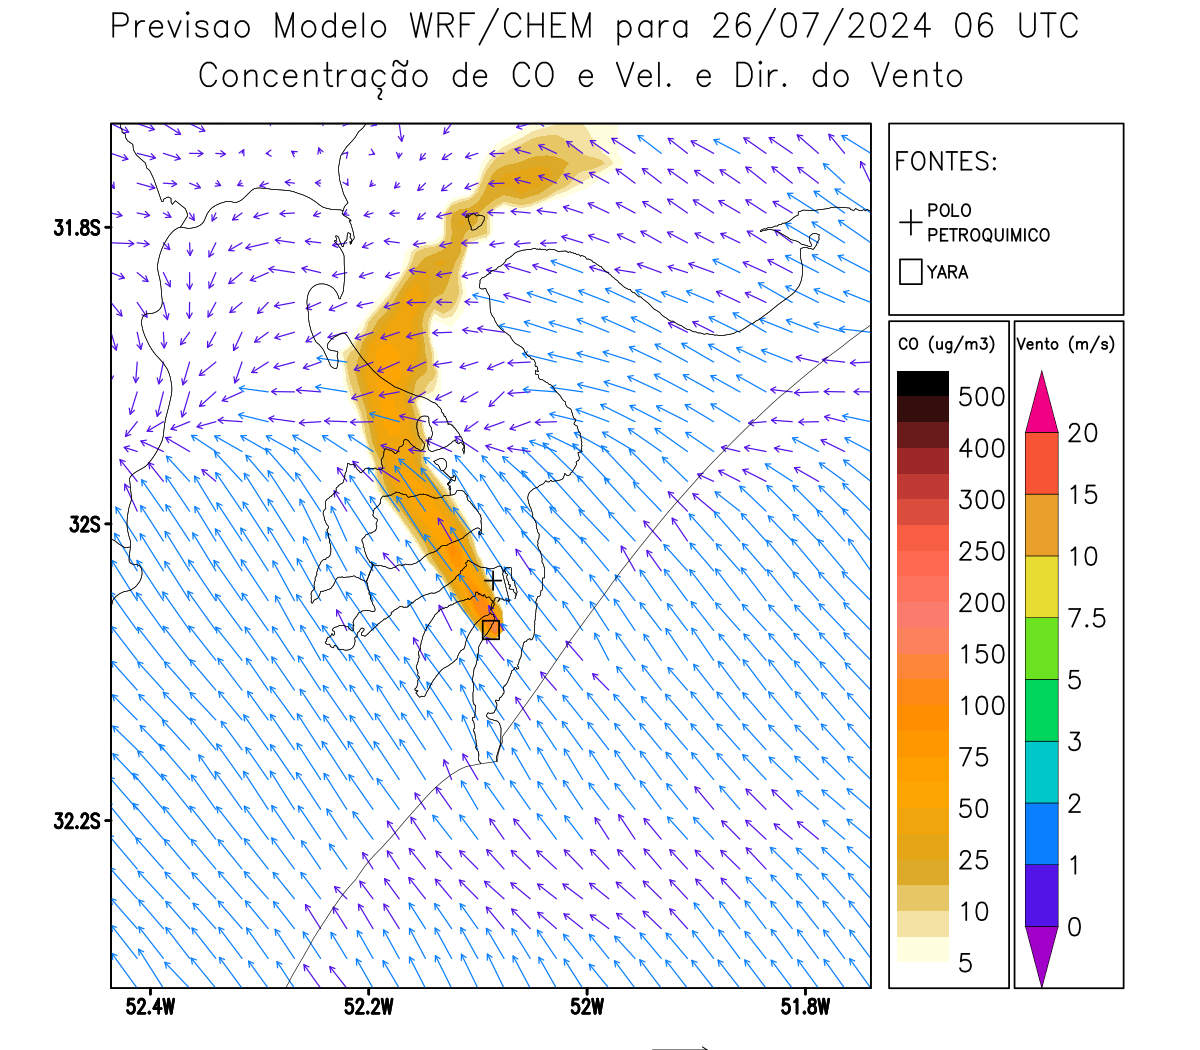 Previsao Modelo WRF/CHEM para 26/07/2024 06 UTC
Concentração de CO e Vel. e Dir. do Vento
FONTES:
POLO
PETROQUIMICO
YARA
CO (ug/m3)
500
400
300
250
200
150
100
75
50
25
10
5
Vento (m/s)
20
15
10
7.5
5
3
2
1
0
31.8S
32S
32.2S
52.4W
52.2W
52W
51.8W